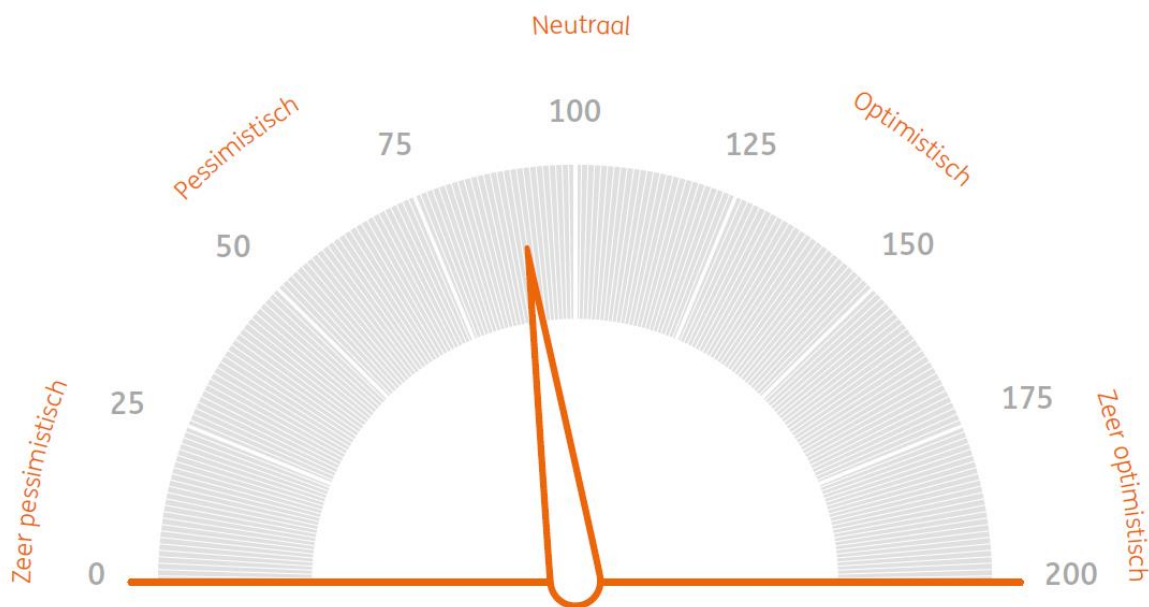 Neutraal
100
Pessimistisch
75
125
Optimistisch
50
150
Zeer pessimistisch
25
175
Zeer optimistisch
0
200